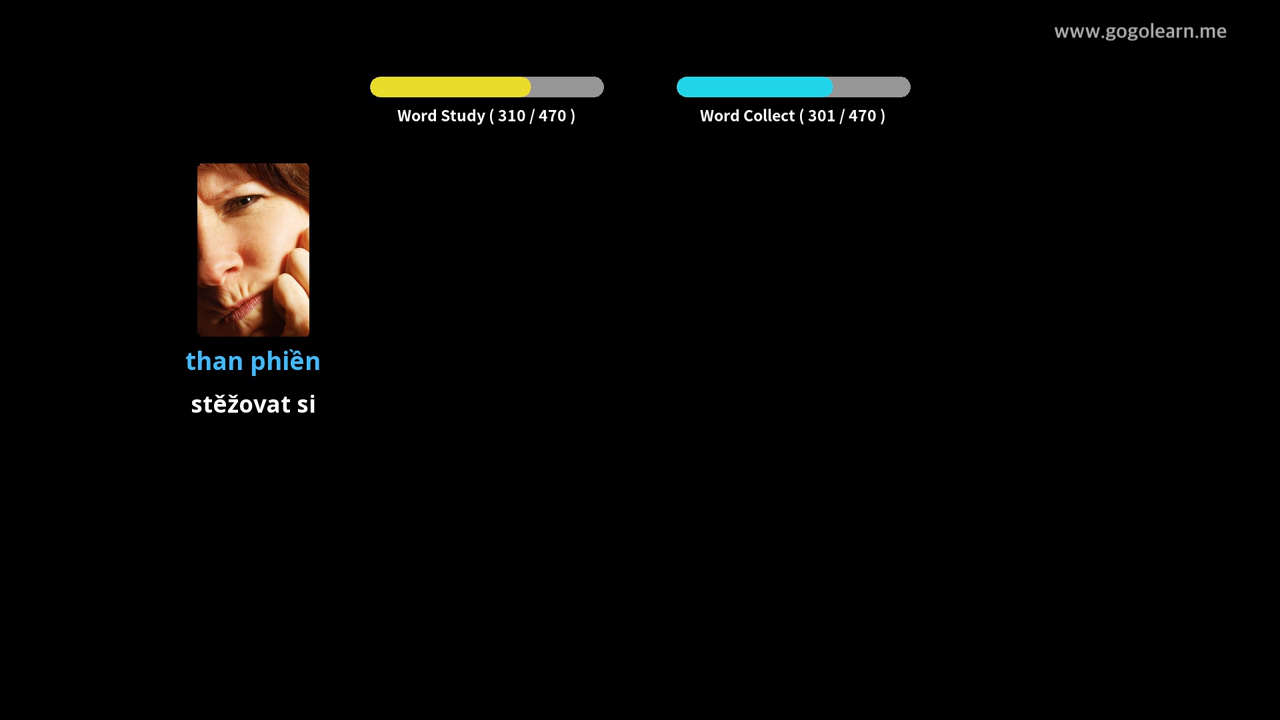 www.gogolearn.me
Word Study ( 310 / 470 )
Word Collect ( 301 / 470 )
than phiền
stěžovat si